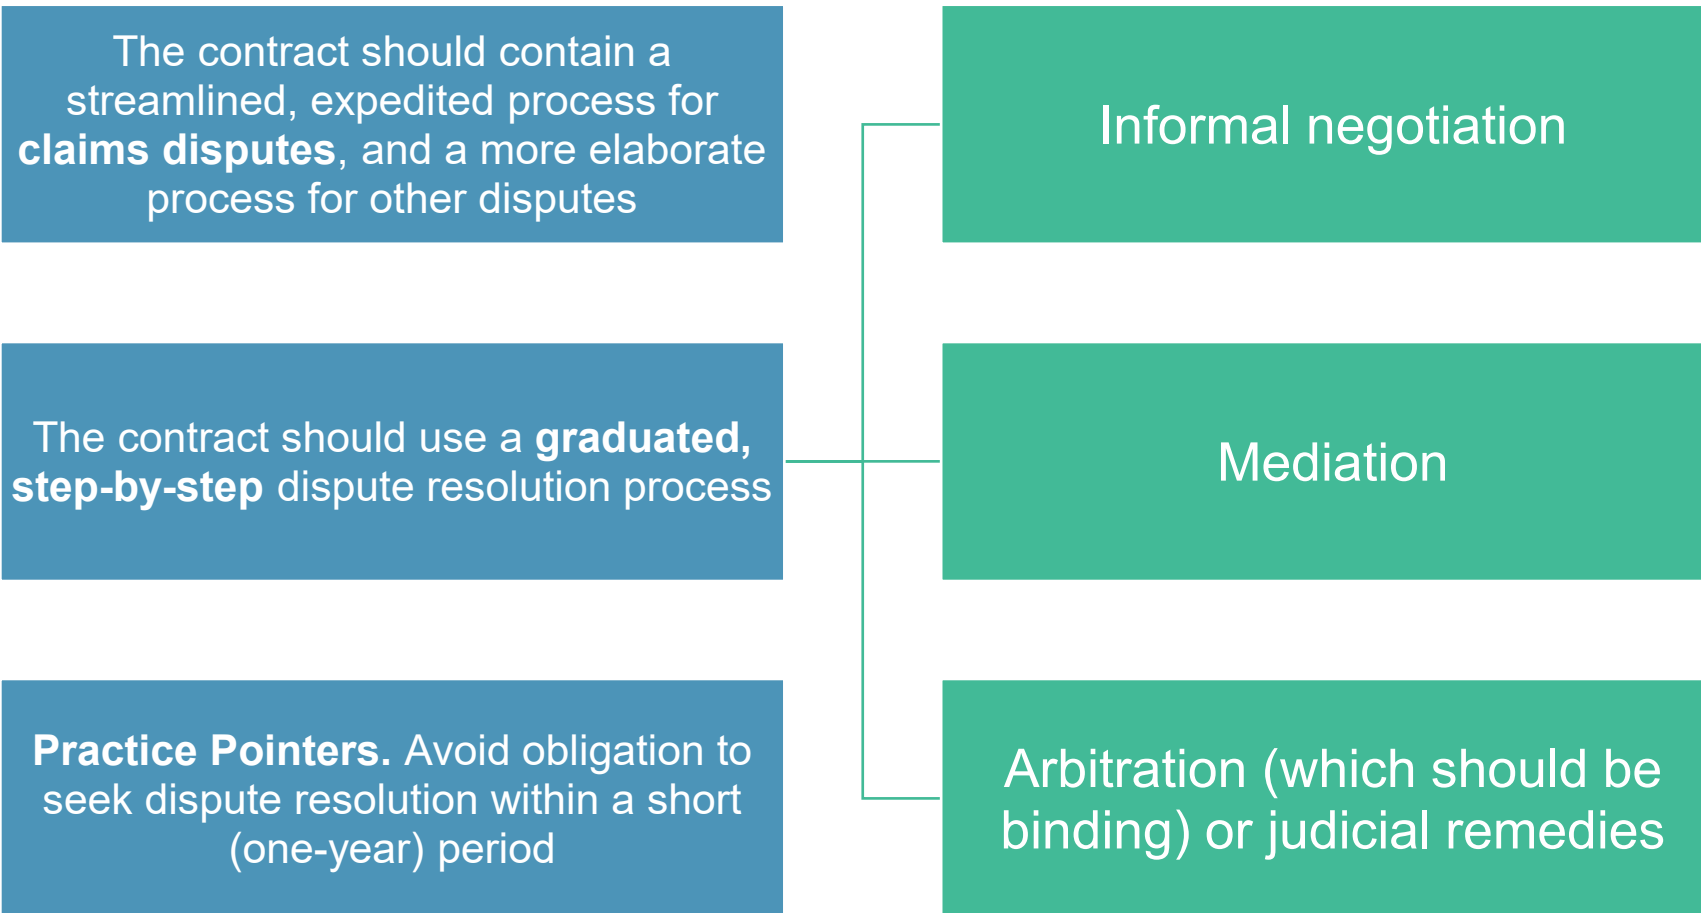 The contract should contain a
streamlined, expedited process for
claims disputes, and a more elaborate
process for other disputes
The contract should use a graduated,
step-by-step dispute resolution process
Informal negotiation
Mediation
Arbitration (which should be
binding) or judicial remedies
Practice Pointers. Avoid obligation to
seek dispute resolution within a short
(one-year) period